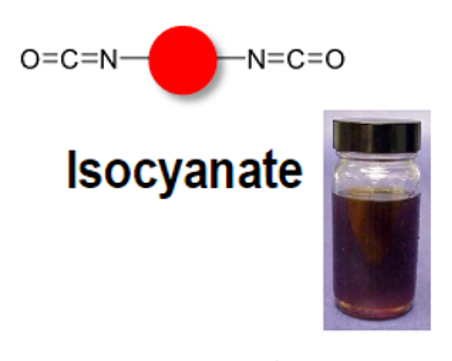 O=C=N— —N=C=O
Isocyanate